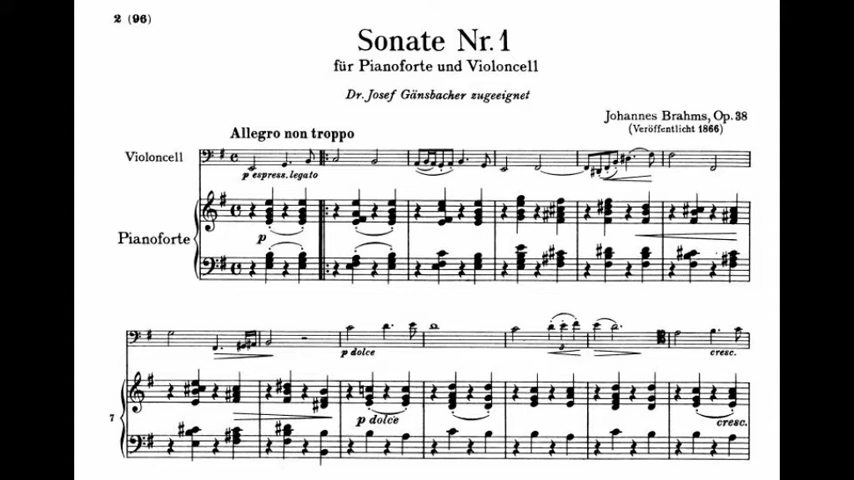 2 (96)
Sonate Nr. 1
für Pianoforte und Violoncell
Dr. Josef Gänsbacher zugeeignet
Johannes Brahms, Op. 38
(Veröffentlicht 1866)
Allegro non troppo
Violoncell
p espress. legato
Pianoforte
p
p dolce
cresc.
7
p dolce
cresc.